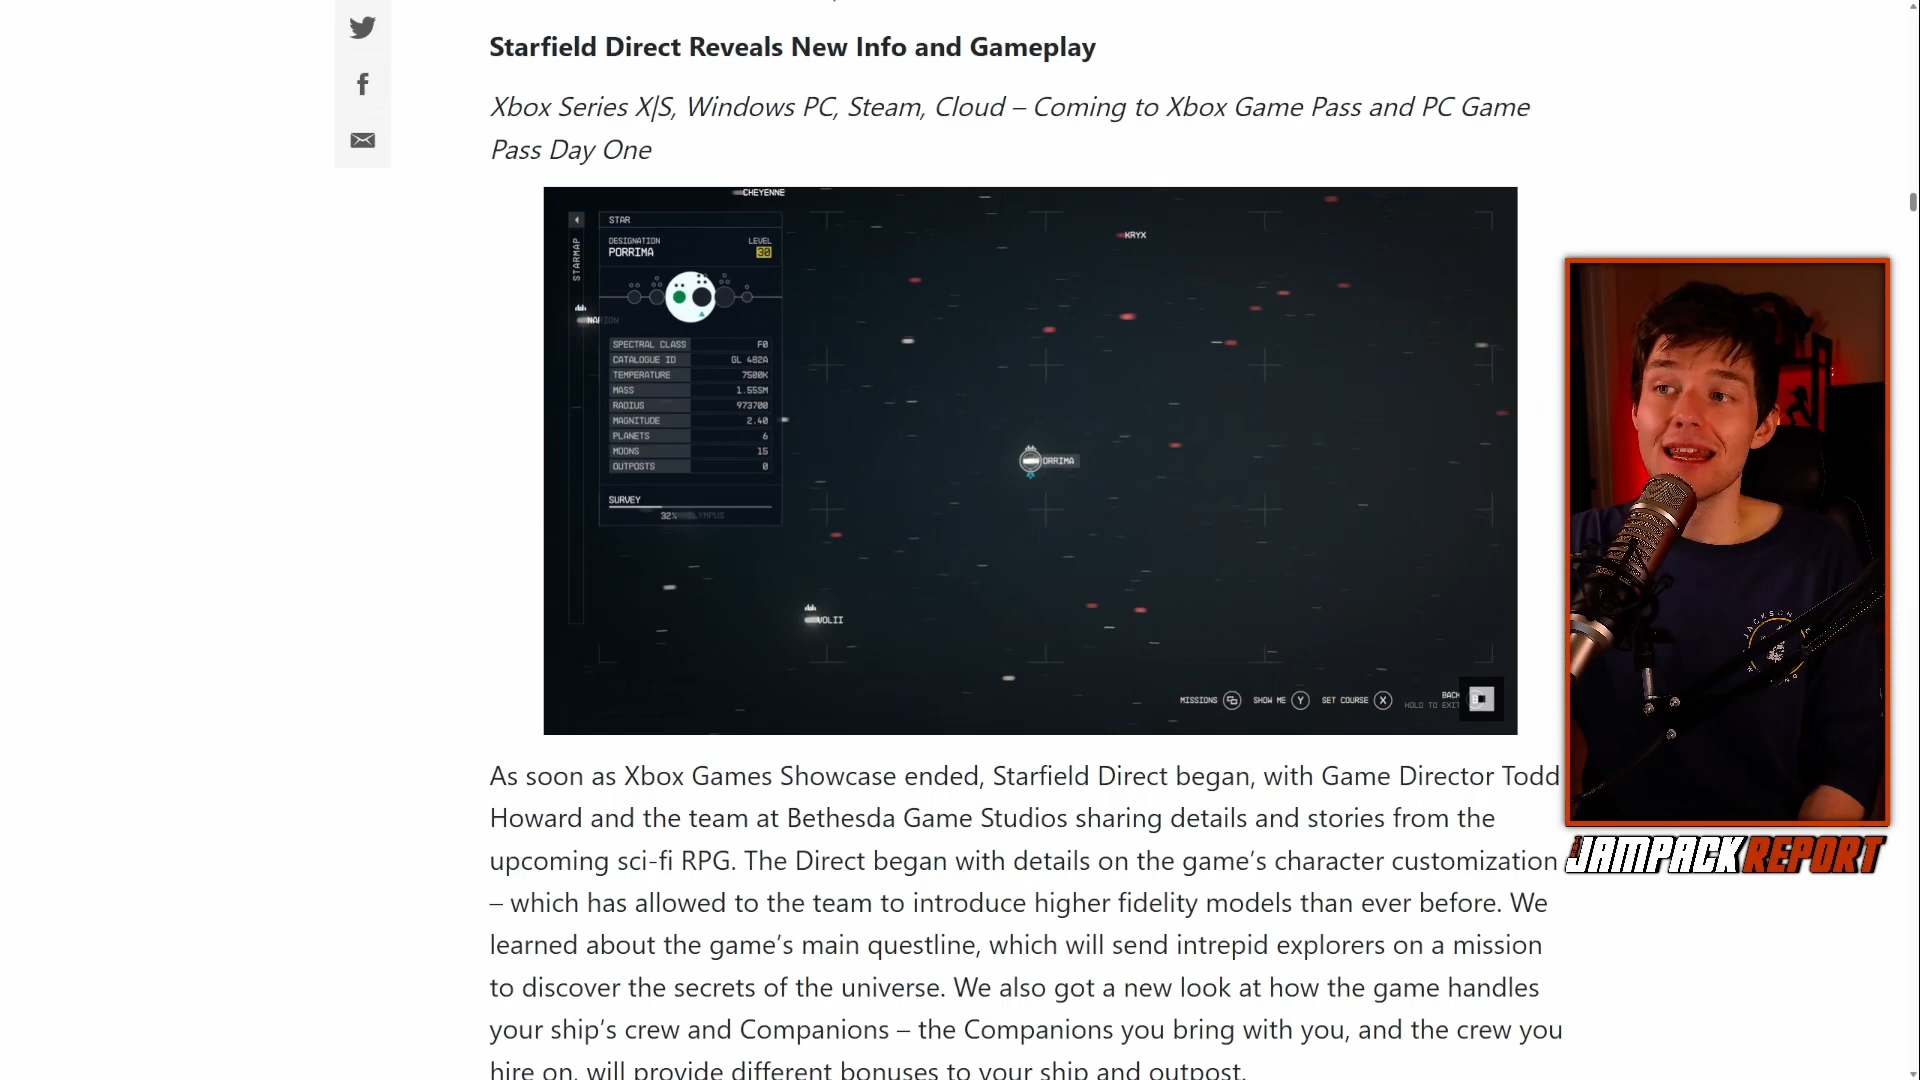 Starfield Direct Reveals New Info and Gameplay
Xbox Series X|S, Windows PC, Steam, Cloud – Coming to Xbox Game Pass and PC Game
Pass Day One
CHEYENNE
STAR
STARMAP
DESIGNATION LEVEL
PORRIMA 30
KRYX
NARION
SPECTRAL CLASS F0
CATALOGUE ID GL 482A
TEMPERATURE 7500K
MASS 1.55SM
RADIUS 973700
MAGNITUDE 2.40
PLANETS 6
MOONS 15
OUTPOSTS 0
SURVEY
32%
ORRIMA
VOLII
MISSIONS SHOW ME Y SET COURSE X BACK
HOLD TO EXIT
As soon as Xbox Games Showcase ended, Starfield Direct began, with Game Director Todd
Howard and the team at Bethesda Game Studios sharing details and stories from the
upcoming sci-fi RPG. The Direct began with details on the game’s character customization
– which has allowed to the team to introduce higher fidelity models than ever before. We
learned about the game’s main questline, which will send intrepid explorers on a mission
to discover the secrets of the universe. We also got a new look at how the game handles
your ship’s crew and Companions – the Companions you bring with you, and the crew you
hire on, will provide different bonuses to your ship and outpost.
JACKSON
THE JAMPACK REPORT